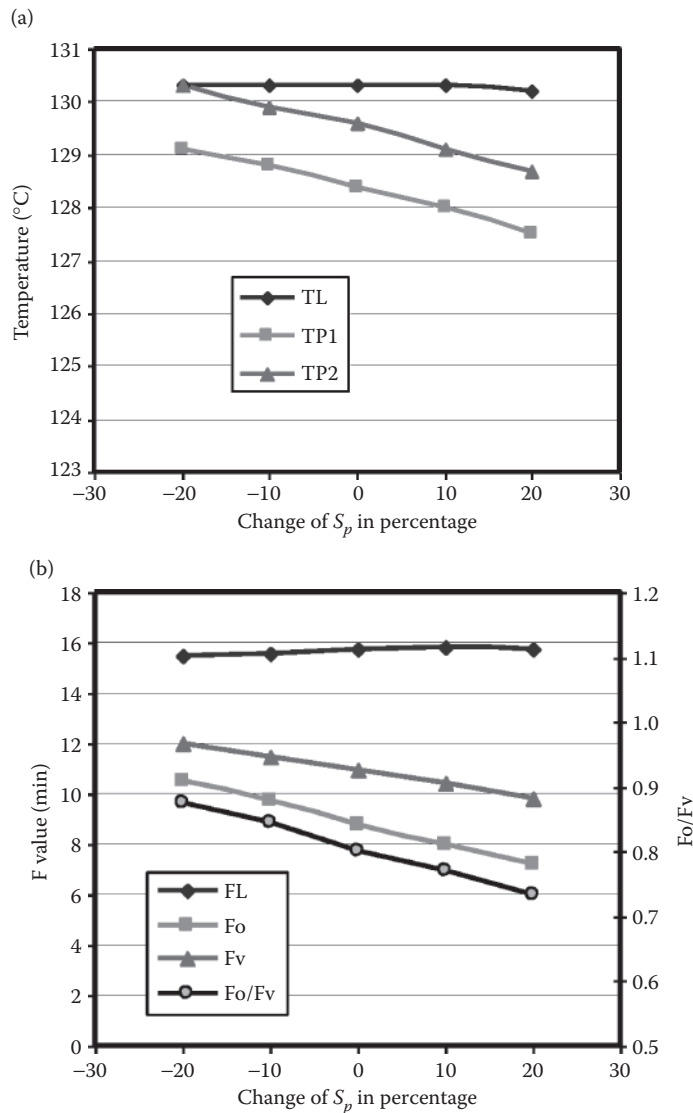 (a)
131
130
129
128
127
126
125
124
123
Temperature (°C)
TL
TP1
TP2
−30 −20 −10 0 10 20 30
Change of Sp in percentage
(b)
18
16
14
12
10
8
6
4
2
0
F value (min)
1.2
1.1
1.0
0.9
0.8
0.7
0.6
0.5
Fo/Fv
FL
Fo
Fv
Fo/Fv
−30 −20 −10 0 10 20 30
Change of Sp in percentage